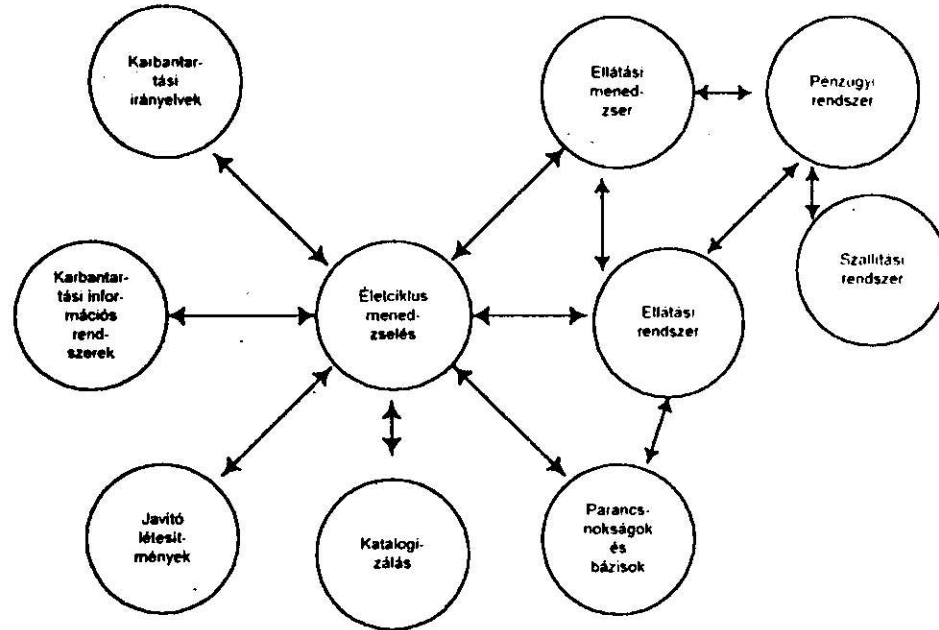 Karbantar-
tási
irányelvek
Ellátási
mened-
zser
Pénzügyi
rendszer
Karbantar-
tási infor-
mációs
rend-
szerek
Életciklus
mened-
zselés
Ellátási
rendszer
Szállítási
rendszer
Javító
létesít-
mények
Katalogi-
zálás
Parancs-
nokságok
és
bázisok